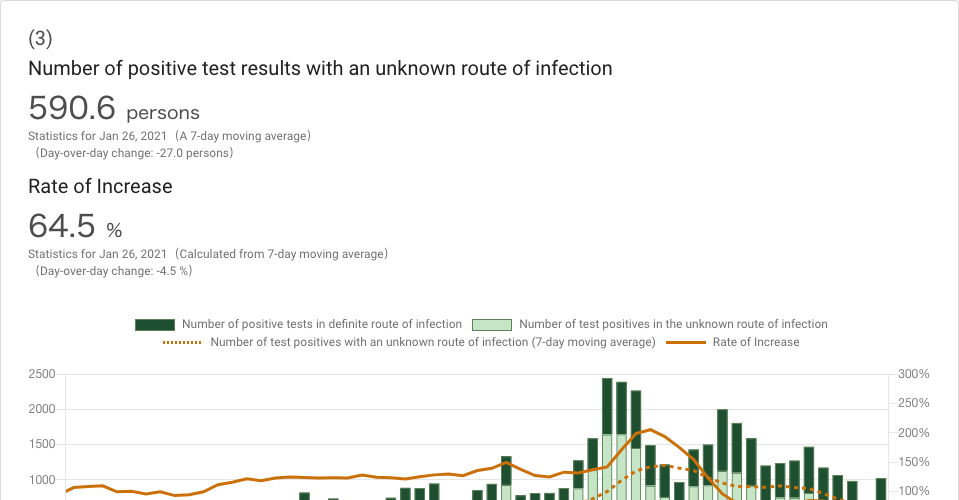 (3)
Number of positive test results with an unknown route of infection
590.6 persons
Statistics for Jan 26, 2021（A 7-day moving average）
（Day-over-day change: -27.0 persons）
Rate of Increase
64.5 %
Statistics for Jan 26, 2021（Calculated from 7-day moving average）
（Day-over-day change: -4.5 %）
Number of positive tests in definite route of infection Number of test positives in the unknown route of infection
Number of test positives with an unknown route of infection (7-day moving average) Rate of Increase
2500 300%
250%
2000
200%
1500
150%
1000
100%